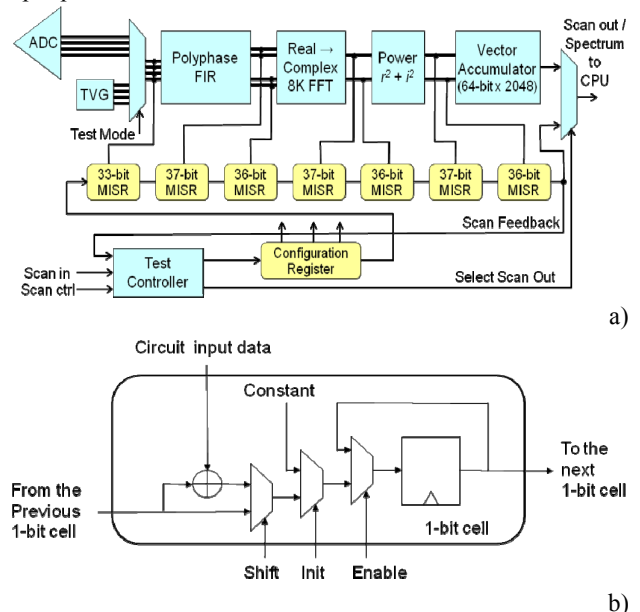 ADC
TVG
Test Mode
Polyphase
FIR
Real →
Complex
8K FFT
Power
r² + i²
Vector
Accumulator
(64-bit x 2048)
Scan out /
Spectrum
to
CPU
33-bit
MISR
37-bit
MISR
36-bit
MISR
37-bit
MISR
36-bit
MISR
37-bit
MISR
36-bit
MISR
Scan Feedback
Scan in
Scan ctrl
Test
Controller
Configuration
Register
Select Scan Out
a)
Circuit input data
Constant
From the
Previous
1-bit cell
To the
next
1-bit cell
1-bit cell
Shift Init Enable
b)